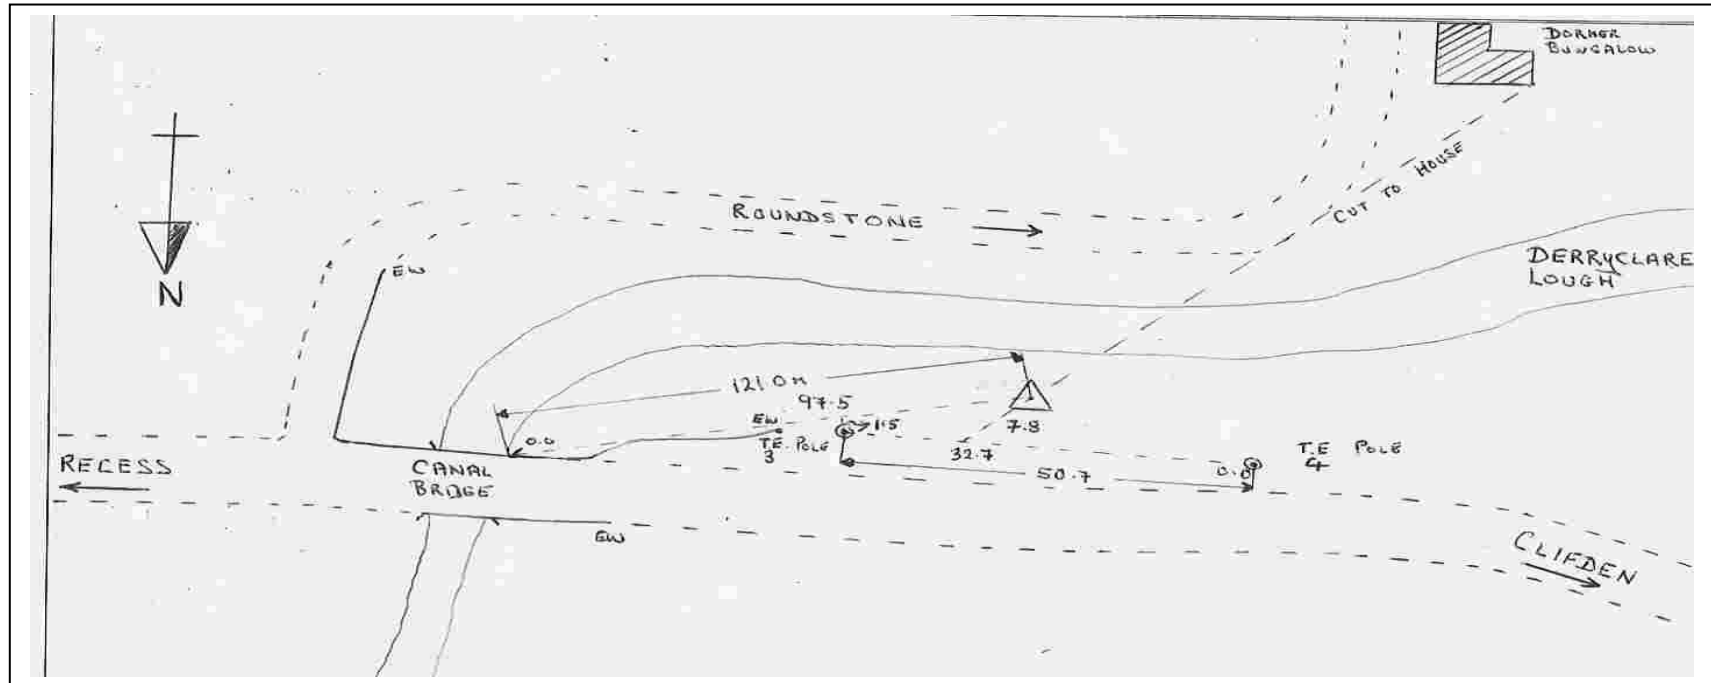 DORMER
BUNGALOW
CUT TO HOUSE
ROUNDSTONE
N
EW
DERRYCLARE
LOUGH
121.0M
97.5
EW
1.5
7.8
0.0
T.E. POLE
3
32.7
50.7
0.0
T.E POLE
4
RECESS
CANAL
BRIDGE
EW
CLIFDEN